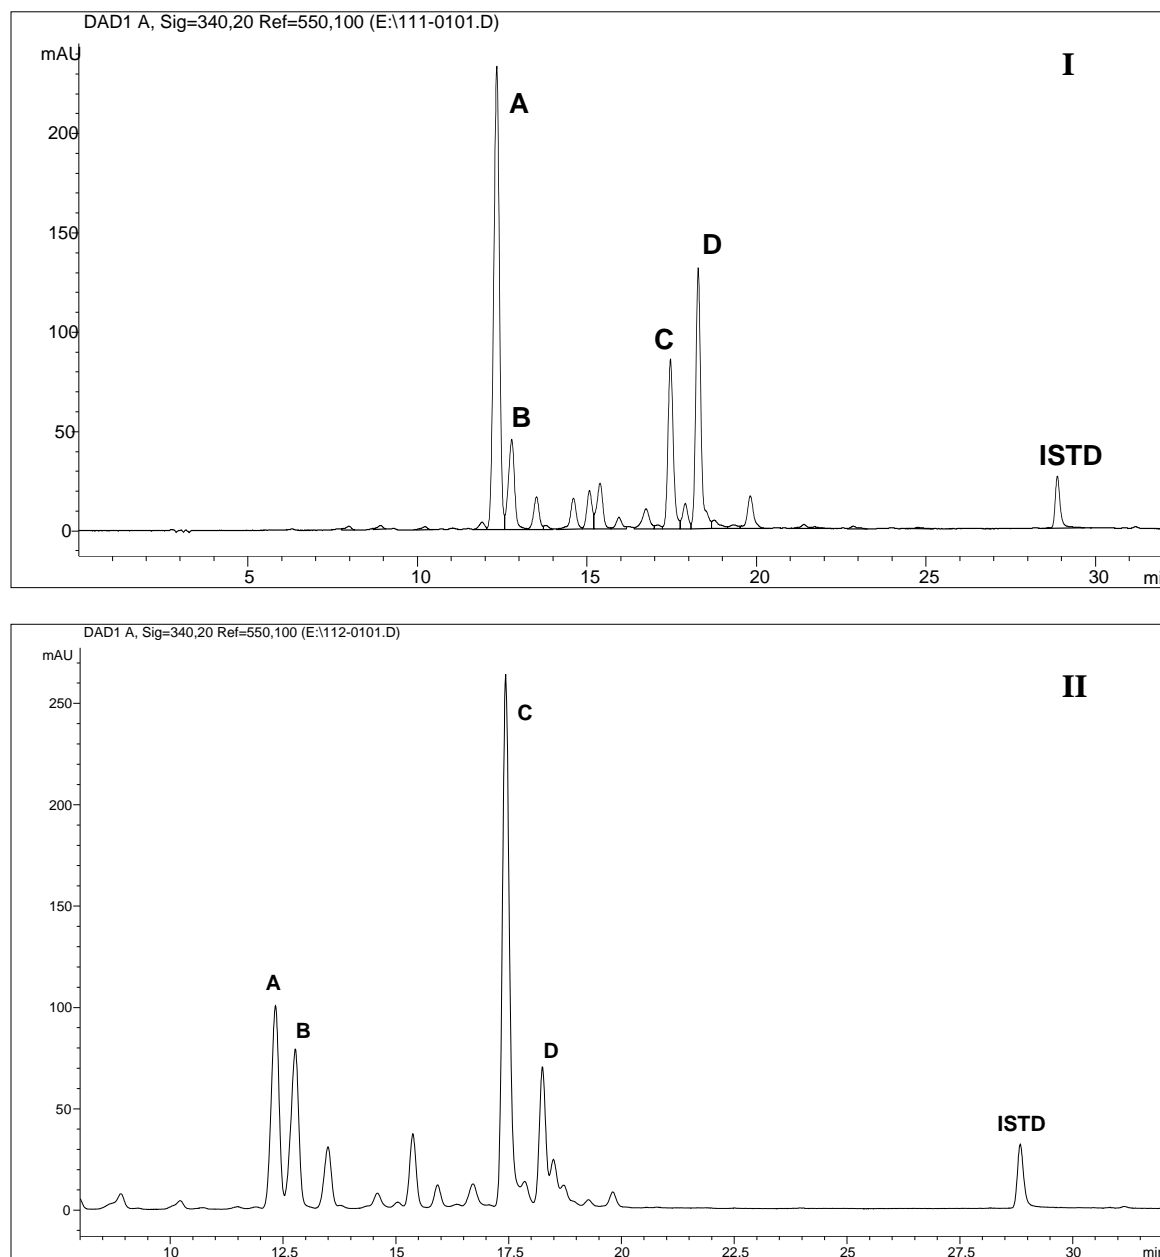 DAD1 A, Sig=340,20 Ref=550,100 (E:\111-0101.D)
mAU
I
A
200
150
D
C
100
B
50
ISTD
0
5 10 15 20 25 30 mi
DAD1 A, Sig=340,20 Ref=550,100 (E:\112-0101.D)
mAU
II
250
C
200
150
A
100
B
D
50
ISTD
0
10 12.5 15 17.5 20 22.5 25 27.5 30 min